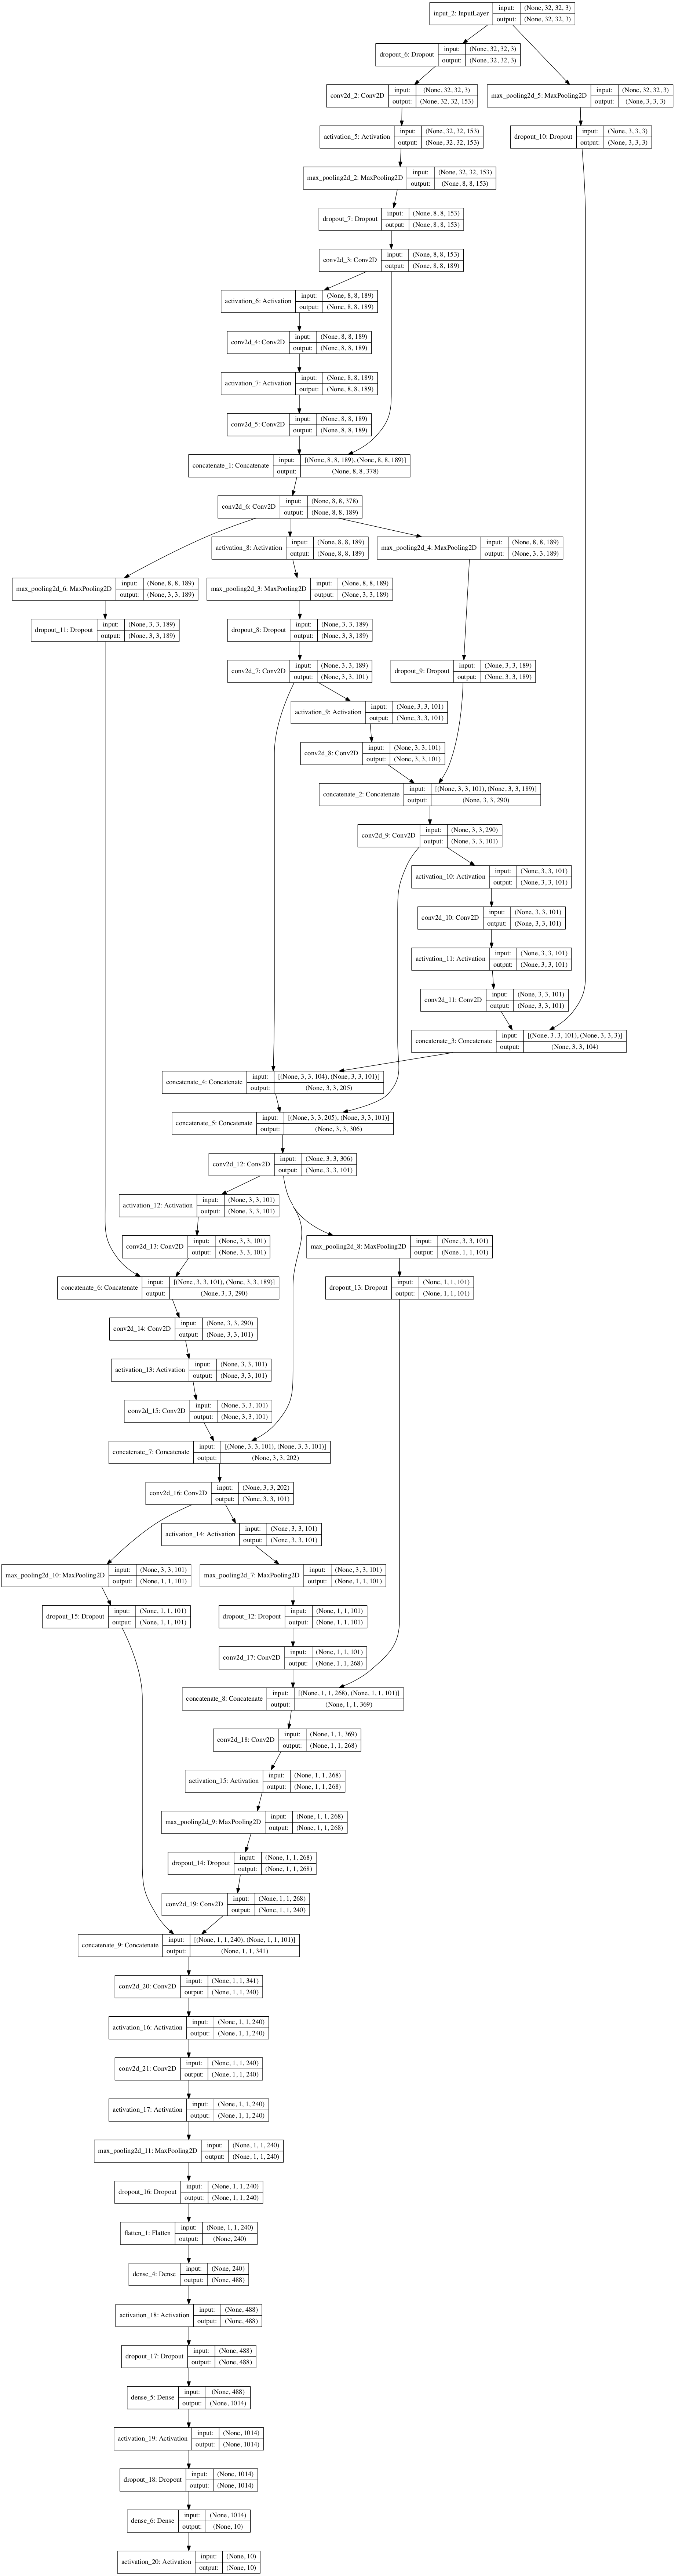 input_2: InputLayer input: (None, 32, 32, 3) output: (None, 32, 32, 3)
dropout_6: Dropout input: (None, 32, 32, 3) output: (None, 32, 32, 3)
conv2d_2: Conv2D input: (None, 32, 32, 3) output: (None, 32, 32, 153)
max_pooling2d_5: MaxPooling2D input: (None, 32, 32, 3) output: (None, 3, 3, 3)
activation_5: Activation input: (None, 32, 32, 153) output: (None, 32, 32, 153)
dropout_10: Dropout input: (None, 3, 3, 3) output: (None, 3, 3, 3)
max_pooling2d_2: MaxPooling2D input: (None, 32, 32, 153) output: (None, 8, 8, 153)
dropout_7: Dropout input: (None, 8, 8, 153) output: (None, 8, 8, 153)
conv2d_3: Conv2D input: (None, 8, 8, 153) output: (None, 8, 8, 189)
activation_6: Activation input: (None, 8, 8, 189) output: (None, 8, 8, 189)
conv2d_4: Conv2D input: (None, 8, 8, 189) output: (None, 8, 8, 189)
activation_7: Activation input: (None, 8, 8, 189) output: (None, 8, 8, 189)
conv2d_5: Conv2D input: (None, 8, 8, 189) output: (None, 8, 8, 189)
concatenate_1: Concatenate input: [(None, 8, 8, 189), (None, 8, 8, 189)] output: (None, 8, 8, 378)
conv2d_6: Conv2D input: (None, 8, 8, 378) output: (None, 8, 8, 189)
activation_8: Activation input: (None, 8, 8, 189) output: (None, 8, 8, 189)
max_pooling2d_4: MaxPooling2D input: (None, 8, 8, 189) output: (None, 3, 3, 189)
max_pooling2d_6: MaxPooling2D input: (None, 8, 8, 189) output: (None, 3, 3, 189)
max_pooling2d_3: MaxPooling2D input: (None, 8, 8, 189) output: (None, 3, 3, 189)
dropout_11: Dropout input: (None, 3, 3, 189) output: (None, 3, 3, 189)
dropout_8: Dropout input: (None, 3, 3, 189) output: (None, 3, 3, 189)
conv2d_7: Conv2D input: (None, 3, 3, 189) output: (None, 3, 3, 101)
dropout_9: Dropout input: (None, 3, 3, 189) output: (None, 3, 3, 189)
activation_9: Activation input: (None, 3, 3, 101) output: (None, 3, 3, 101)
conv2d_8: Conv2D input: (None, 3, 3, 101) output: (None, 3, 3, 101)
concatenate_2: Concatenate input: [(None, 3, 3, 101), (None, 3, 3, 189)] output: (None, 3, 3, 290)
conv2d_9: Conv2D input: (None, 3, 3, 290) output: (None, 3, 3, 101)
activation_10: Activation input: (None, 3, 3, 101) output: (None, 3, 3, 101)
conv2d_10: Conv2D input: (None, 3, 3, 101) output: (None, 3, 3, 101)
activation_11: Activation input: (None, 3, 3, 101) output: (None, 3, 3, 101)
conv2d_11: Conv2D input: (None, 3, 3, 101) output: (None, 3, 3, 101)
concatenate_3: Concatenate input: [(None, 3, 3, 101), (None, 3, 3, 3)] output: (None, 3, 3, 104)
concatenate_4: Concatenate input: [(None, 3, 3, 104), (None, 3, 3, 101)] output: (None, 3, 3, 205)
concatenate_5: Concatenate input: [(None, 3, 3, 205), (None, 3, 3, 101)] output: (None, 3, 3, 306)
conv2d_12: Conv2D input: (None, 3, 3, 306) output: (None, 3, 3, 101)
activation_12: Activation input: (None, 3, 3, 101) output: (None, 3, 3, 101)
conv2d_13: Conv2D input: (None, 3, 3, 101) output: (None, 3, 3, 101)
max_pooling2d_8: MaxPooling2D input: (None, 3, 3, 101) output: (None, 1, 1, 101)
concatenate_6: Concatenate input: [(None, 3, 3, 101), (None, 3, 3, 189)] output: (None, 3, 3, 290)
dropout_13: Dropout input: (None, 1, 1, 101) output: (None, 1, 1, 101)
conv2d_14: Conv2D input: (None, 3, 3, 290) output: (None, 3, 3, 101)
activation_13: Activation input: (None, 3, 3, 101) output: (None, 3, 3, 101)
conv2d_15: Conv2D input: (None, 3, 3, 101) output: (None, 3, 3, 101)
concatenate_7: Concatenate input: [(None, 3, 3, 101), (None, 3, 3, 101)] output: (None, 3, 3, 202)
conv2d_16: Conv2D input: (None, 3, 3, 202) output: (None, 3, 3, 101)
activation_14: Activation input: (None, 3, 3, 101) output: (None, 3, 3, 101)
max_pooling2d_10: MaxPooling2D input: (None, 3, 3, 101) output: (None, 1, 1, 101)
max_pooling2d_7: MaxPooling2D input: (None, 3, 3, 101) output: (None, 1, 1, 101)
dropout_15: Dropout input: (None, 1, 1, 101) output: (None, 1, 1, 101)
dropout_12: Dropout input: (None, 1, 1, 101) output: (None, 1, 1, 101)
conv2d_17: Conv2D input: (None, 1, 1, 101) output: (None, 1, 1, 268)
concatenate_8: Concatenate input: [(None, 1, 1, 268), (None, 1, 1, 101)] output: (None, 1, 1, 369)
conv2d_18: Conv2D input: (None, 1, 1, 369) output: (None, 1, 1, 268)
activation_15: Activation input: (None, 1, 1, 268) output: (None, 1, 1, 268)
max_pooling2d_9: MaxPooling2D input: (None, 1, 1, 268) output: (None, 1, 1, 268)
dropout_14: Dropout input: (None, 1, 1, 268) output: (None, 1, 1, 268)
conv2d_19: Conv2D input: (None, 1, 1, 268) output: (None, 1, 1, 240)
concatenate_9: Concatenate input: [(None, 1, 1, 240), (None, 1, 1, 101)] output: (None, 1, 1, 341)
conv2d_20: Conv2D input: (None, 1, 1, 341) output: (None, 1, 1, 240)
activation_16: Activation input: (None, 1, 1, 240) output: (None, 1, 1, 240)
conv2d_21: Conv2D input: (None, 1, 1, 240) output: (None, 1, 1, 240)
activation_17: Activation input: (None, 1, 1, 240) output: (None, 1, 1, 240)
max_pooling2d_11: MaxPooling2D input: (None, 1, 1, 240) output: (None, 1, 1, 240)
dropout_16: Dropout input: (None, 1, 1, 240) output: (None, 1, 1, 240)
flatten_1: Flatten input: (None, 1, 1, 240) output: (None, 240)
dense_4: Dense input: (None, 240) output: (None, 488)
activation_18: Activation input: (None, 488) output: (None, 488)
dropout_17: Dropout input: (None, 488) output: (None, 488)
dense_5: Dense input: (None, 488) output: (None, 1014)
activation_19: Activation input: (None, 1014) output: (None, 1014)
dropout_18: Dropout input: (None, 1014) output: (None, 1014)
dense_6: Dense input: (None, 1014) output: (None, 10)
activation_20: Activation input: (None, 10) output: (None, 10)